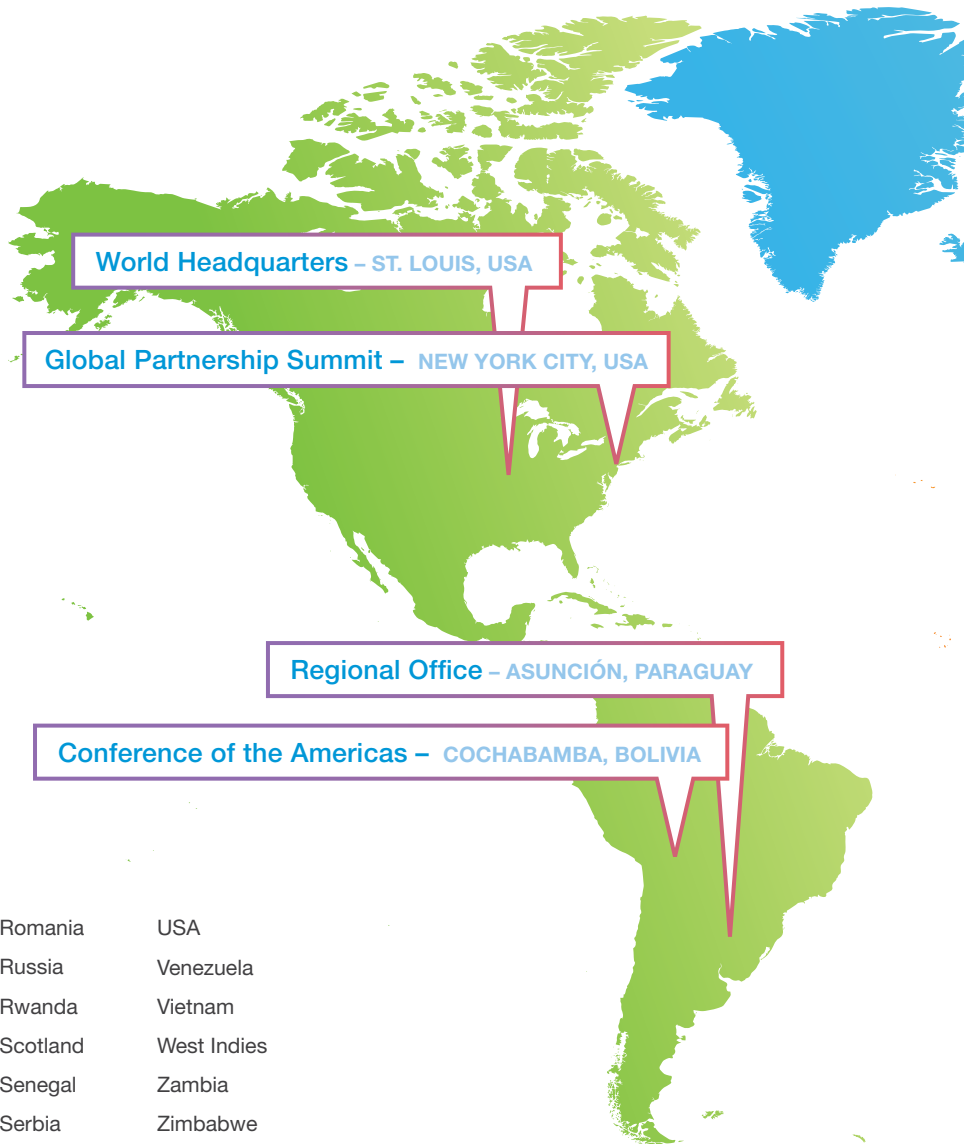 World Headquarters – ST. LOUIS, USA
Global Partnership Summit – NEW YORK CITY, USA
Regional Office – ASUNCIÓN, PARAGUAY
Conference of the Americas – COCHABAMBA, BOLIVIA
Romania
Russia
Rwanda
Scotland
Senegal
Serbia
USA
Venezuela
Vietnam
West Indies
Zambia
Zimbabwe